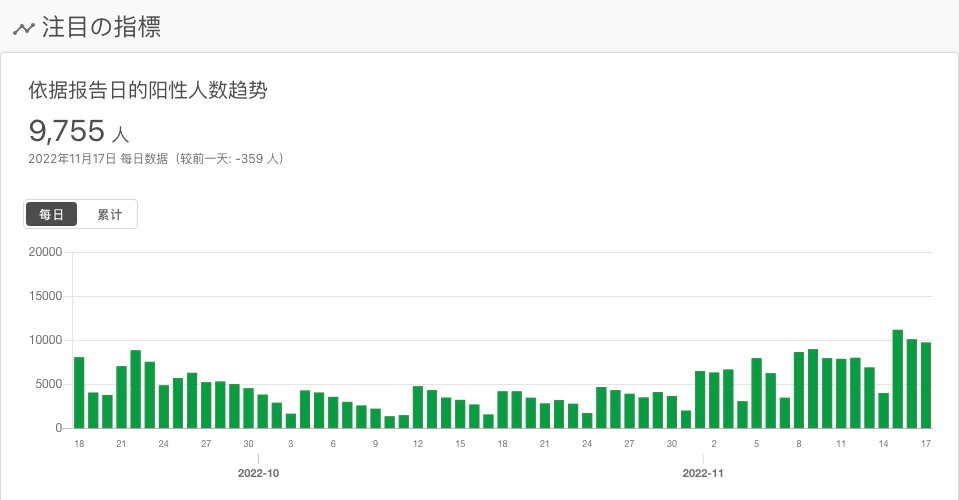 注目の指標
依据报告日的阳性人数趋势
9,755 人
2022年11月17日 每日数据（较前一天: -359 人）
每日 累计
20000
15000
10000
5000
0
18 21 24 27 30 3 6 9 12 15 18 21 24 27 30 2 5 8 11 14 17
2022-10 2022-11